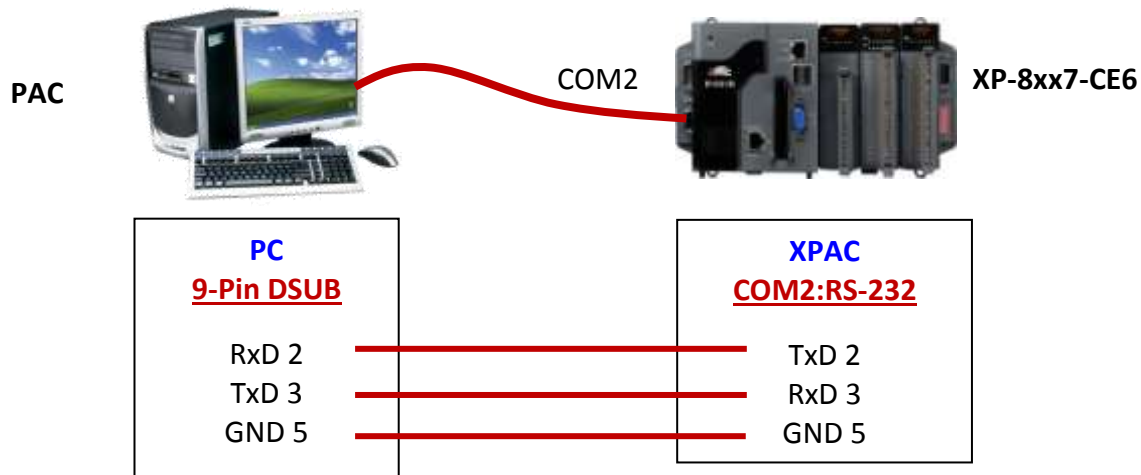 PAC
COM2
XP-8xx7-CE6
PC
9-Pin DSUB
RxD 2
TxD 3
GND 5
XPAC
COM2:RS-232
TxD 2
RxD 3
GND 5